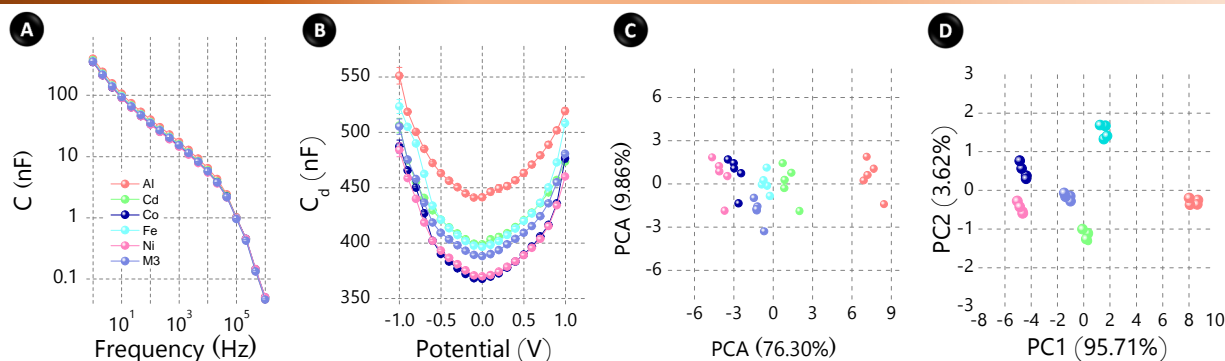 A
C (nF)
100
10
1
0.1
Al
Cd
Co
Fe
Ni
M3
10¹ 10³ 10⁵
Frequency (Hz)
B
C_d (nF)
550
500
450
400
350
-1.0 -0.5 0.0 0.5 1.0
Potential (V)
C
PCA (9.86%)
6
3
0
-3
-6
-6 -3 0 3 6 9
PCA (76.30%)
D
PC2 (3.62%)
3
2
1
0
-1
-2
-3
-8 -6 -4 -2 0 2 4 6 8 10
PC1 (95.71%)